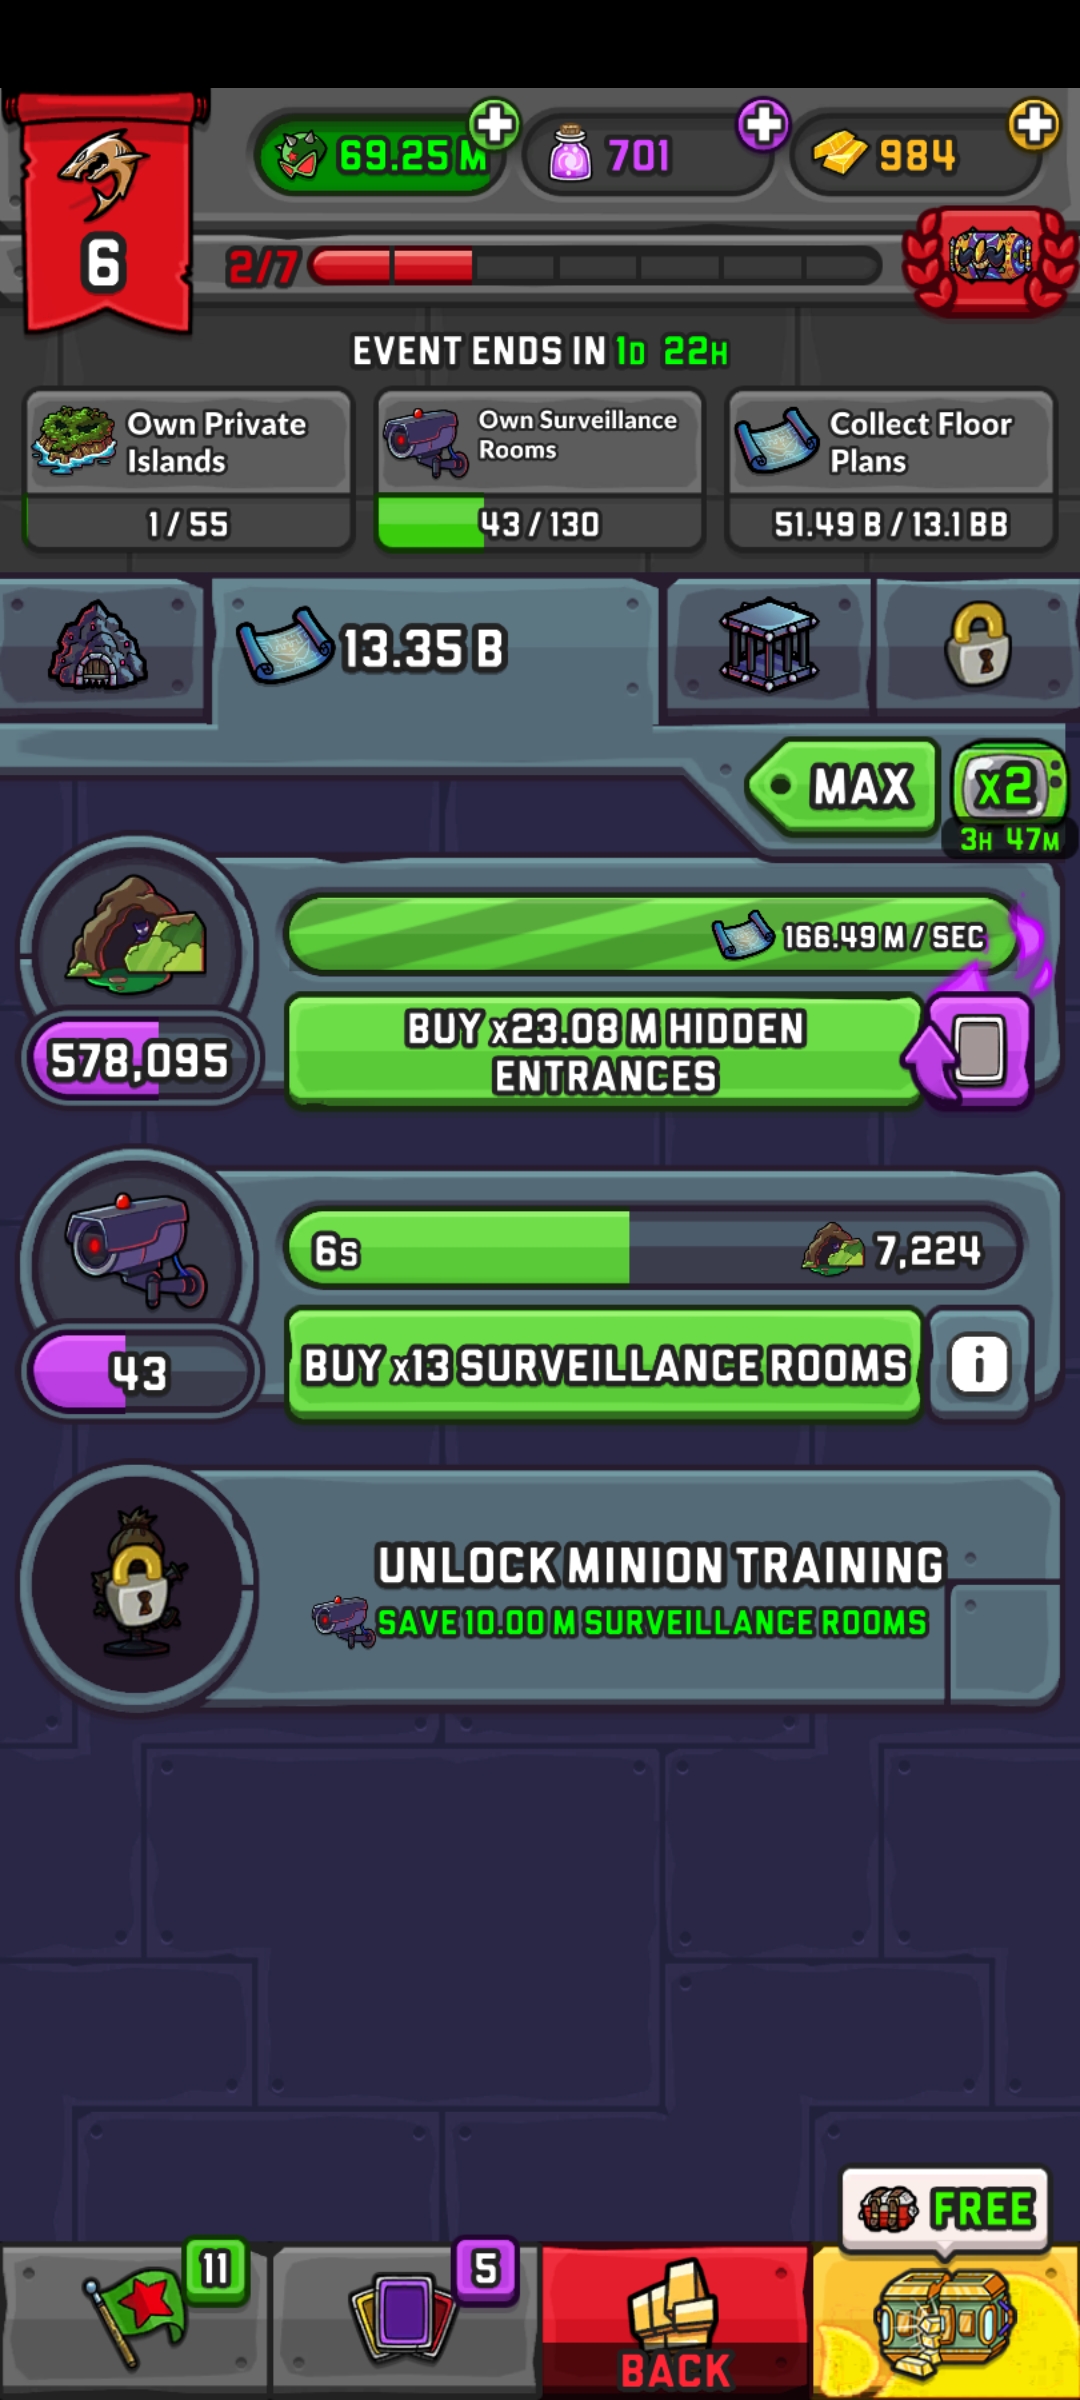 69.25 M
701
984
6
2/7
EVENT ENDS IN 1D 22H
Own Private
Islands
1 / 55
Own Surveillance
Rooms
43 / 130
Collect Floor
Plans
51.49 B / 13.1 BB
13.35 B
MAX
x2
3H 47M
166.49 M / SEC
BUY x23.08 M HIDDEN
ENTRANCES
578,095
6s
7,224
BUY x13 SURVEILLANCE ROOMS
i
43
UNLOCK MINION TRAINING
SAVE 10.00 M SURVEILLANCE ROOMS
FREE
11
5
BACK